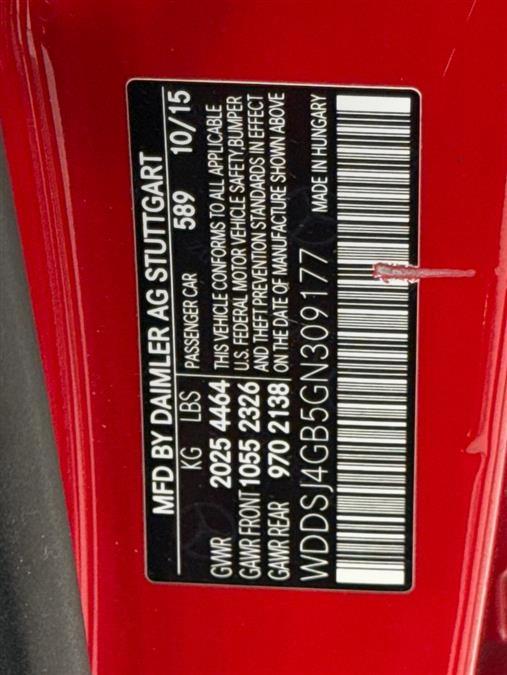 MFD BY DAIMLER AG STUTTGART
KG LBS PASSENGER CAR 589 10/15
GVWR 2025 4464 THIS VEHICLE CONFORMS TO ALL APPLICABLE
GAWR FRONT 1055 2326 U.S. FEDERAL MOTOR VEHICLE SAFETY, BUMPER
AND THEFT PREVENTION STANDARDS IN EFFECT
GAWR REAR 970 2138 ON THE DATE OF MANUFACTURE SHOWN ABOVE
WDDSJ4GB5GN309177 MADE IN HUNGARY